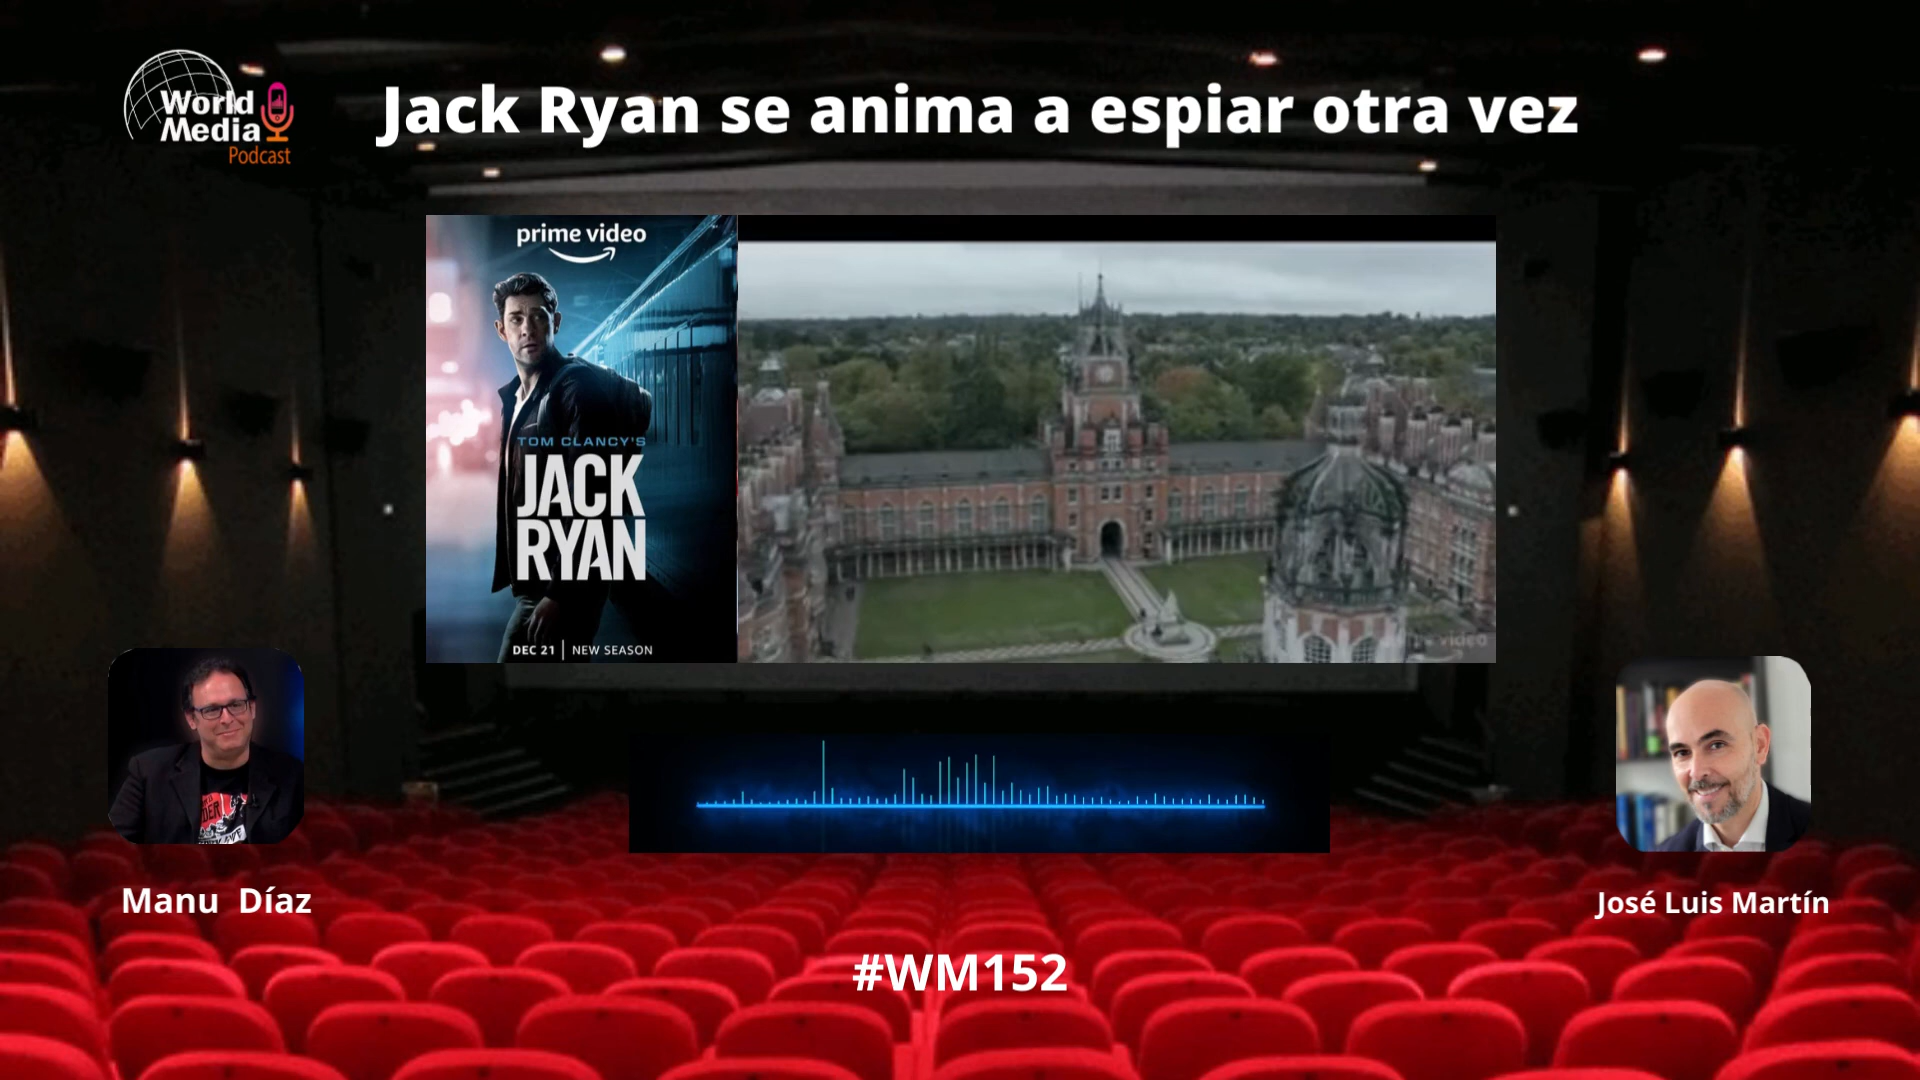 World
Media
Podcast
Jack Ryan se anima a espiar otra vez
prime video
TOM CLANCY'S
JACK
RYAN
DEC 21 | NEW SEASON
video
Manu Díaz
José Luis Martín
#WM152